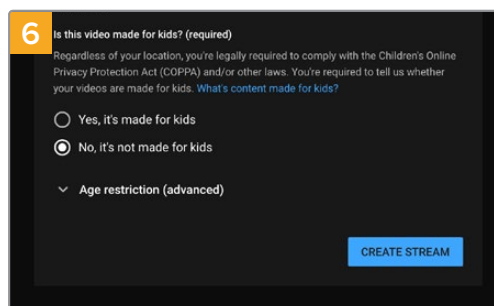 6
Is this video made for kids? (required)
Regardless of your location, you're legally required to comply with the Children's Online
Privacy Protection Act (COPPA) and/or other laws. You're required to tell us whether
your videos are made for kids. What's content made for kids?
Yes, it's made for kids
No, it's not made for kids
Age restriction (advanced)
CREATE STREAM